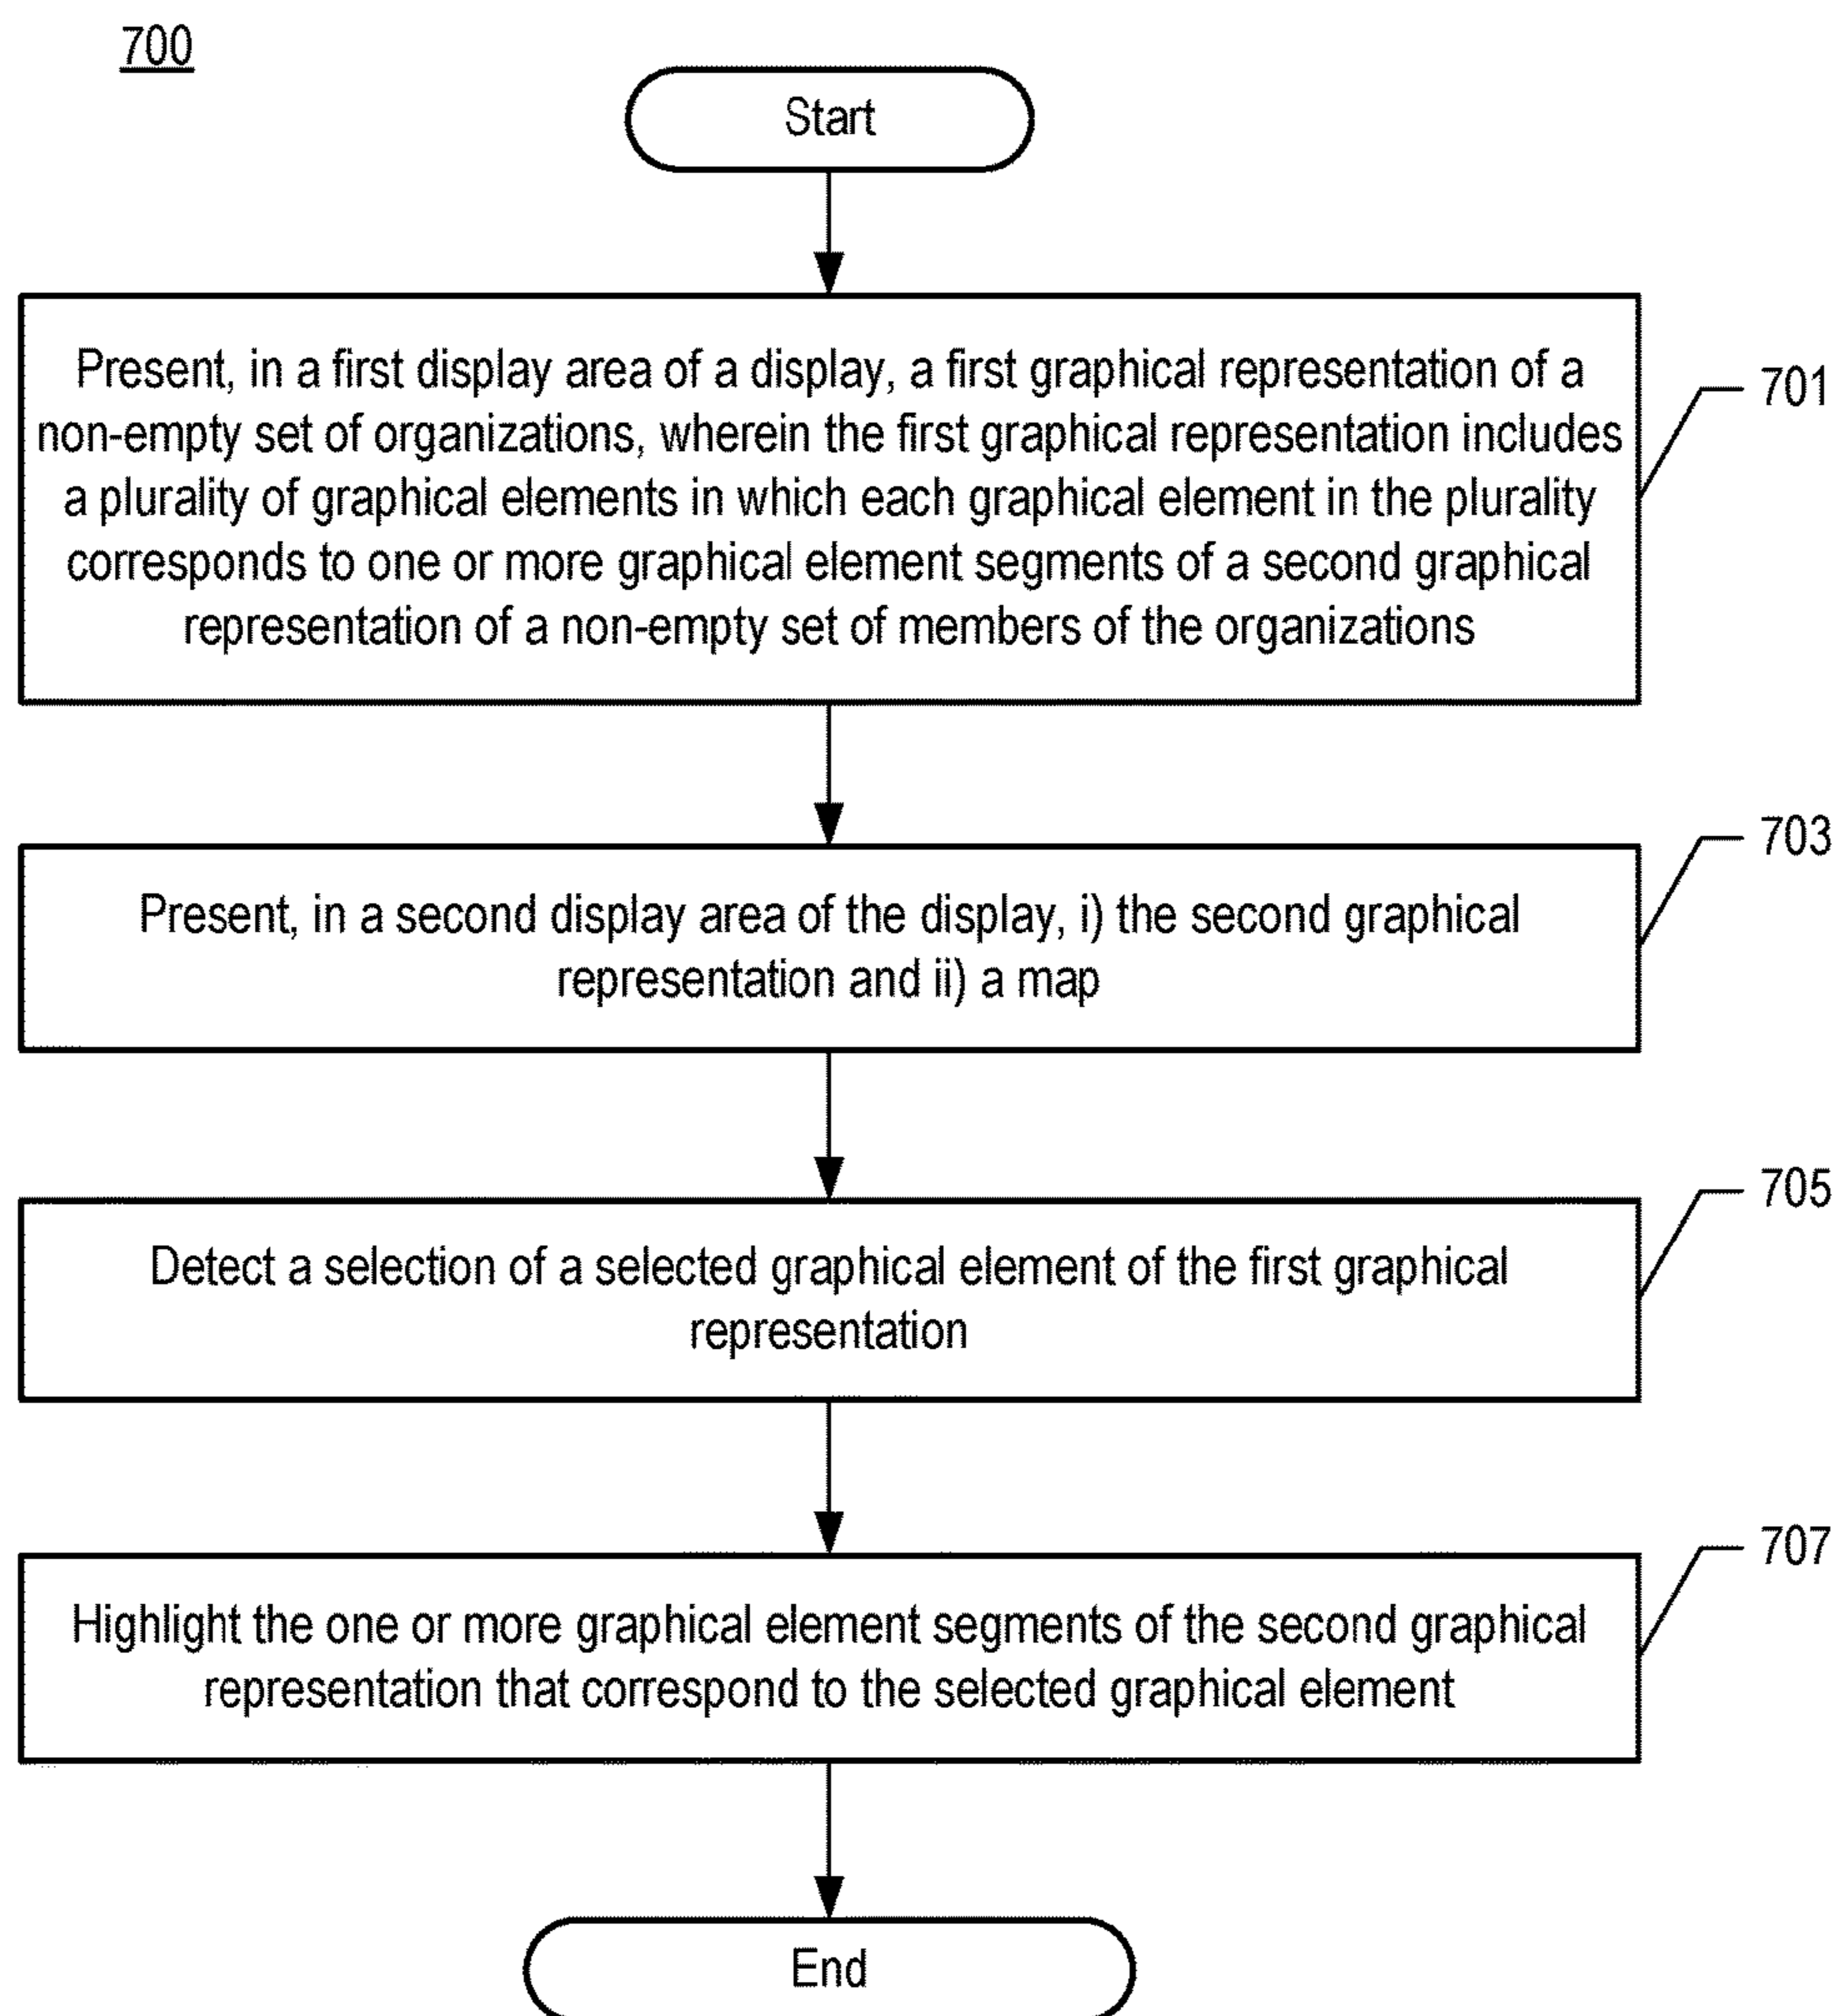 700
Start
Present, in a first display area of a display, a first graphical representation of a
non-empty set of organizations, wherein the first graphical representation includes
a plurality of graphical elements in which each graphical element in the plurality
corresponds to one or more graphical element segments of a second graphical
representation of a non-empty set of members of the organizations
701
Present, in a second display area of the display, i) the second graphical
representation and ii) a map
703
Detect a selection of a selected graphical element of the first graphical
representation
705
Highlight the one or more graphical element segments of the second graphical
representation that correspond to the selected graphical element
707
End